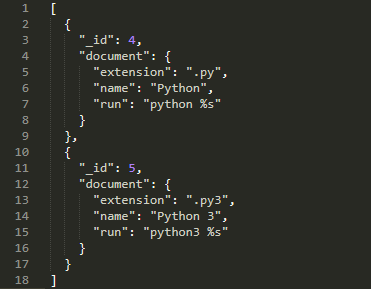 1 [
2   {
3     "_id": 4,
4     "document": {
5       "extension": ".py",
6       "name": "Python",
7       "run": "python %s"
8     }
9   },
10   {
11     "_id": 5,
12     "document": {
13       "extension": ".py3",
14       "name": "Python 3",
15       "run": "python3 %s"
16     }
17   }
18 ]